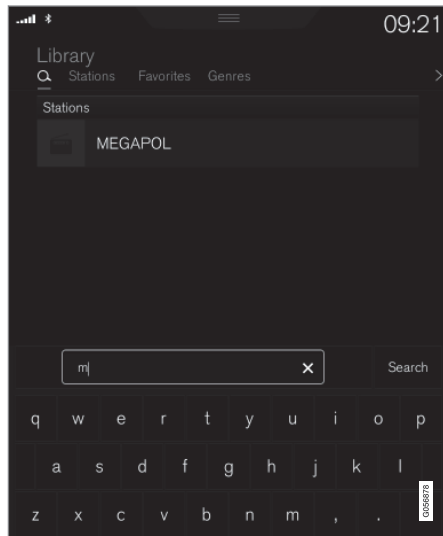 09:21
Library
Stations Favorites Genres >
Stations
MEGAPOL
m
× Search
q w e r t y u i o p
a s d f g h j k l
z x c v b n m , .
G056878